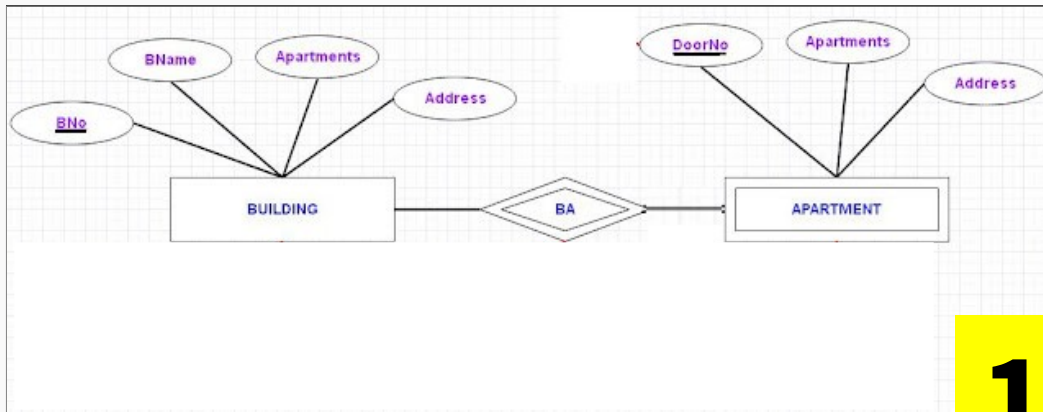 BNo
BName
Apartments
Address
DoorNo
Apartments
Address
BUILDING
BA
APARTMENT
1